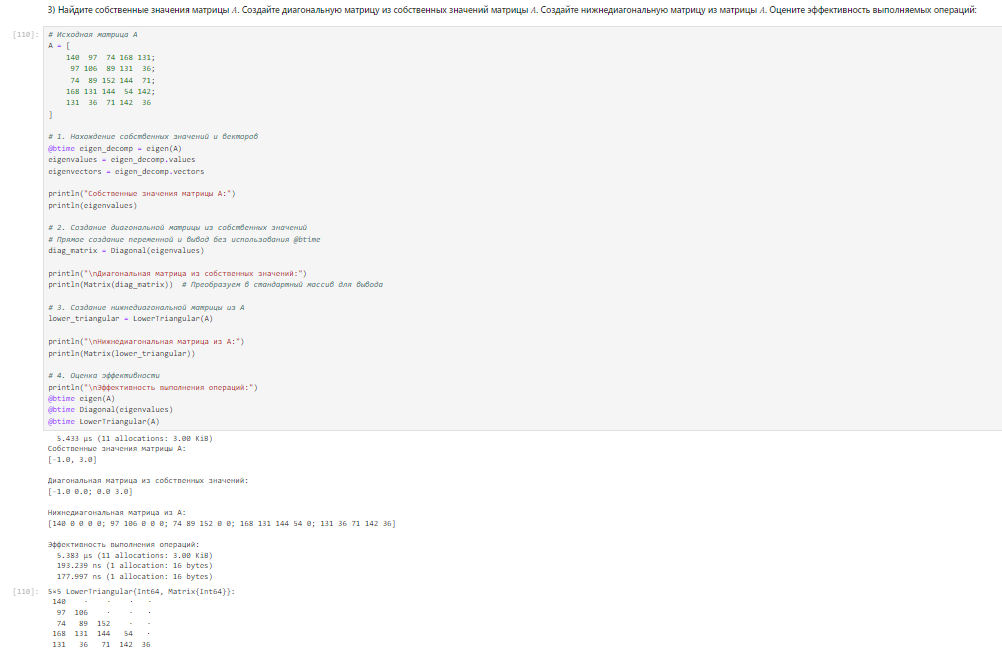 3) Найдите собственные значения матрицы A. Создайте диагональную матрицу из собственных значений матрицы A. Создайте нижнедиагональную матрицу из матрицы A. Оцените эффективность выполняемых операций:
[110]: # Исходная матрица A
A = [
140 97 74 168 131;
97 106 89 131 36;
74 89 152 144 71;
168 131 144 54 142;
131 36 71 142 36
]
# 1. Нахождение собственных значений и векторов
@btime eigen_decomp = eigen(A)
eigenvalues = eigen_decomp.values
eigenvectors = eigen_decomp.vectors
println("Собственные значения матрицы A:")
println(eigenvalues)
# 2. Создание диагональной матрицы из собственных значений
# Прямое создание переменной и вывод без использования @btime
diag_matrix = Diagonal(eigenvalues)
println("\nДиагональная матрица из собственных значений:")
println(Matrix(diag_matrix)) # Преобразуем в стандартный массив для вывода
# 3. Создание нижнедиагональной матрицы из A
lower_triangular = LowerTriangular(A)
println("\nНижнедиагональная матрица из A:")
println(Matrix(lower_triangular))
# 4. Оценка эффективности
println("\nЭффективность выполнения операций:")
@btime eigen(A)
@btime Diagonal(eigenvalues)
@btime LowerTriangular(A)
5.433 μs (11 allocations: 3.00 KiB)
Собственные значения матрицы A:
[-1.0, 3.0]
Диагональная матрица из собственных значений:
[-1.0 0.0; 0.0 3.0]
Нижнедиагональная матрица из A:
[140 0 0 0 0; 97 106 0 0 0; 74 89 152 0 0; 168 131 144 54 0; 131 36 71 142 36]
Эффективность выполнения операций:
5.383 μs (11 allocations: 3.00 KiB)
193.239 ns (1 allocation: 16 bytes)
177.997 ns (1 allocation: 16 bytes)
[110]: 5×5 LowerTriangular{Int64, Matrix{Int64}}:
140 · · · ·
97 106 · · ·
74 89 152 · ·
168 131 144 54 ·
131 36 71 142 36